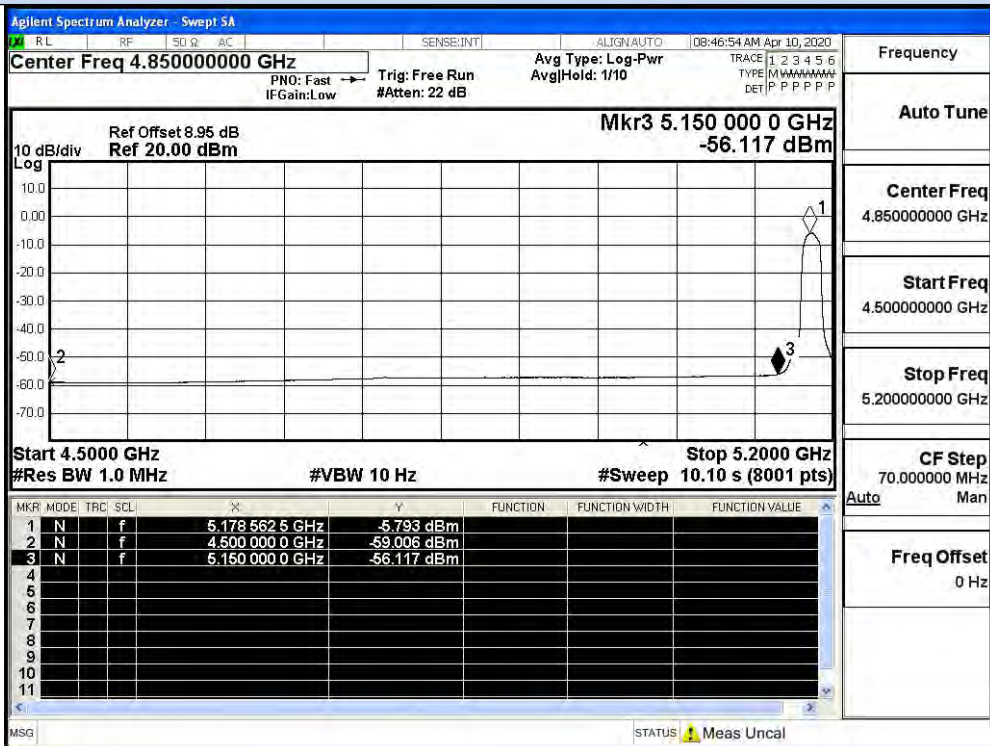 Agilent Spectrum Analyzer - Swept SA
LXI RL RF 50 Ω AC SENSE:INT ALIGNAUTO 08:46:54 AM Apr 10, 2020
Center Freq 4.850000000 GHz
PNO: Fast
IFGain:Low
Trig: Free Run
#Atten: 22 dB
Avg Type: Log-Pwr
Avg|Hold: 1/10
TRACE 1 2 3 4 5 6
TYPE M W W W W W
DET P P P P P P
Ref Offset 8.95 dB
10 dB/div Ref 20.00 dBm
Log
Mkr3 5.150 000 0 GHz
-56.117 dBm
10.0
0.00
-10.0
-20.0
-30.0
-40.0
-50.0
-60.0
-70.0
1
2
3
Start 4.5000 GHz Stop 5.2000 GHz
#Res BW 1.0 MHz #VBW 10 Hz #Sweep 10.10 s (8001 pts)
MKR MODE TRC SCL X Y FUNCTION FUNCTION WIDTH FUNCTION VALUE
1 N f 5.178 562 5 GHz -5.793 dBm
2 N f 4.500 000 0 GHz -59.006 dBm
3 N f 5.150 000 0 GHz -56.117 dBm
4
5
6
7
8
9
10
11
MSG STATUS Meas Uncal
Frequency
Auto Tune
Center Freq
4.850000000 GHz
Start Freq
4.500000000 GHz
Stop Freq
5.200000000 GHz
CF Step
70.000000 MHz
Auto Man
Freq Offset
0 Hz